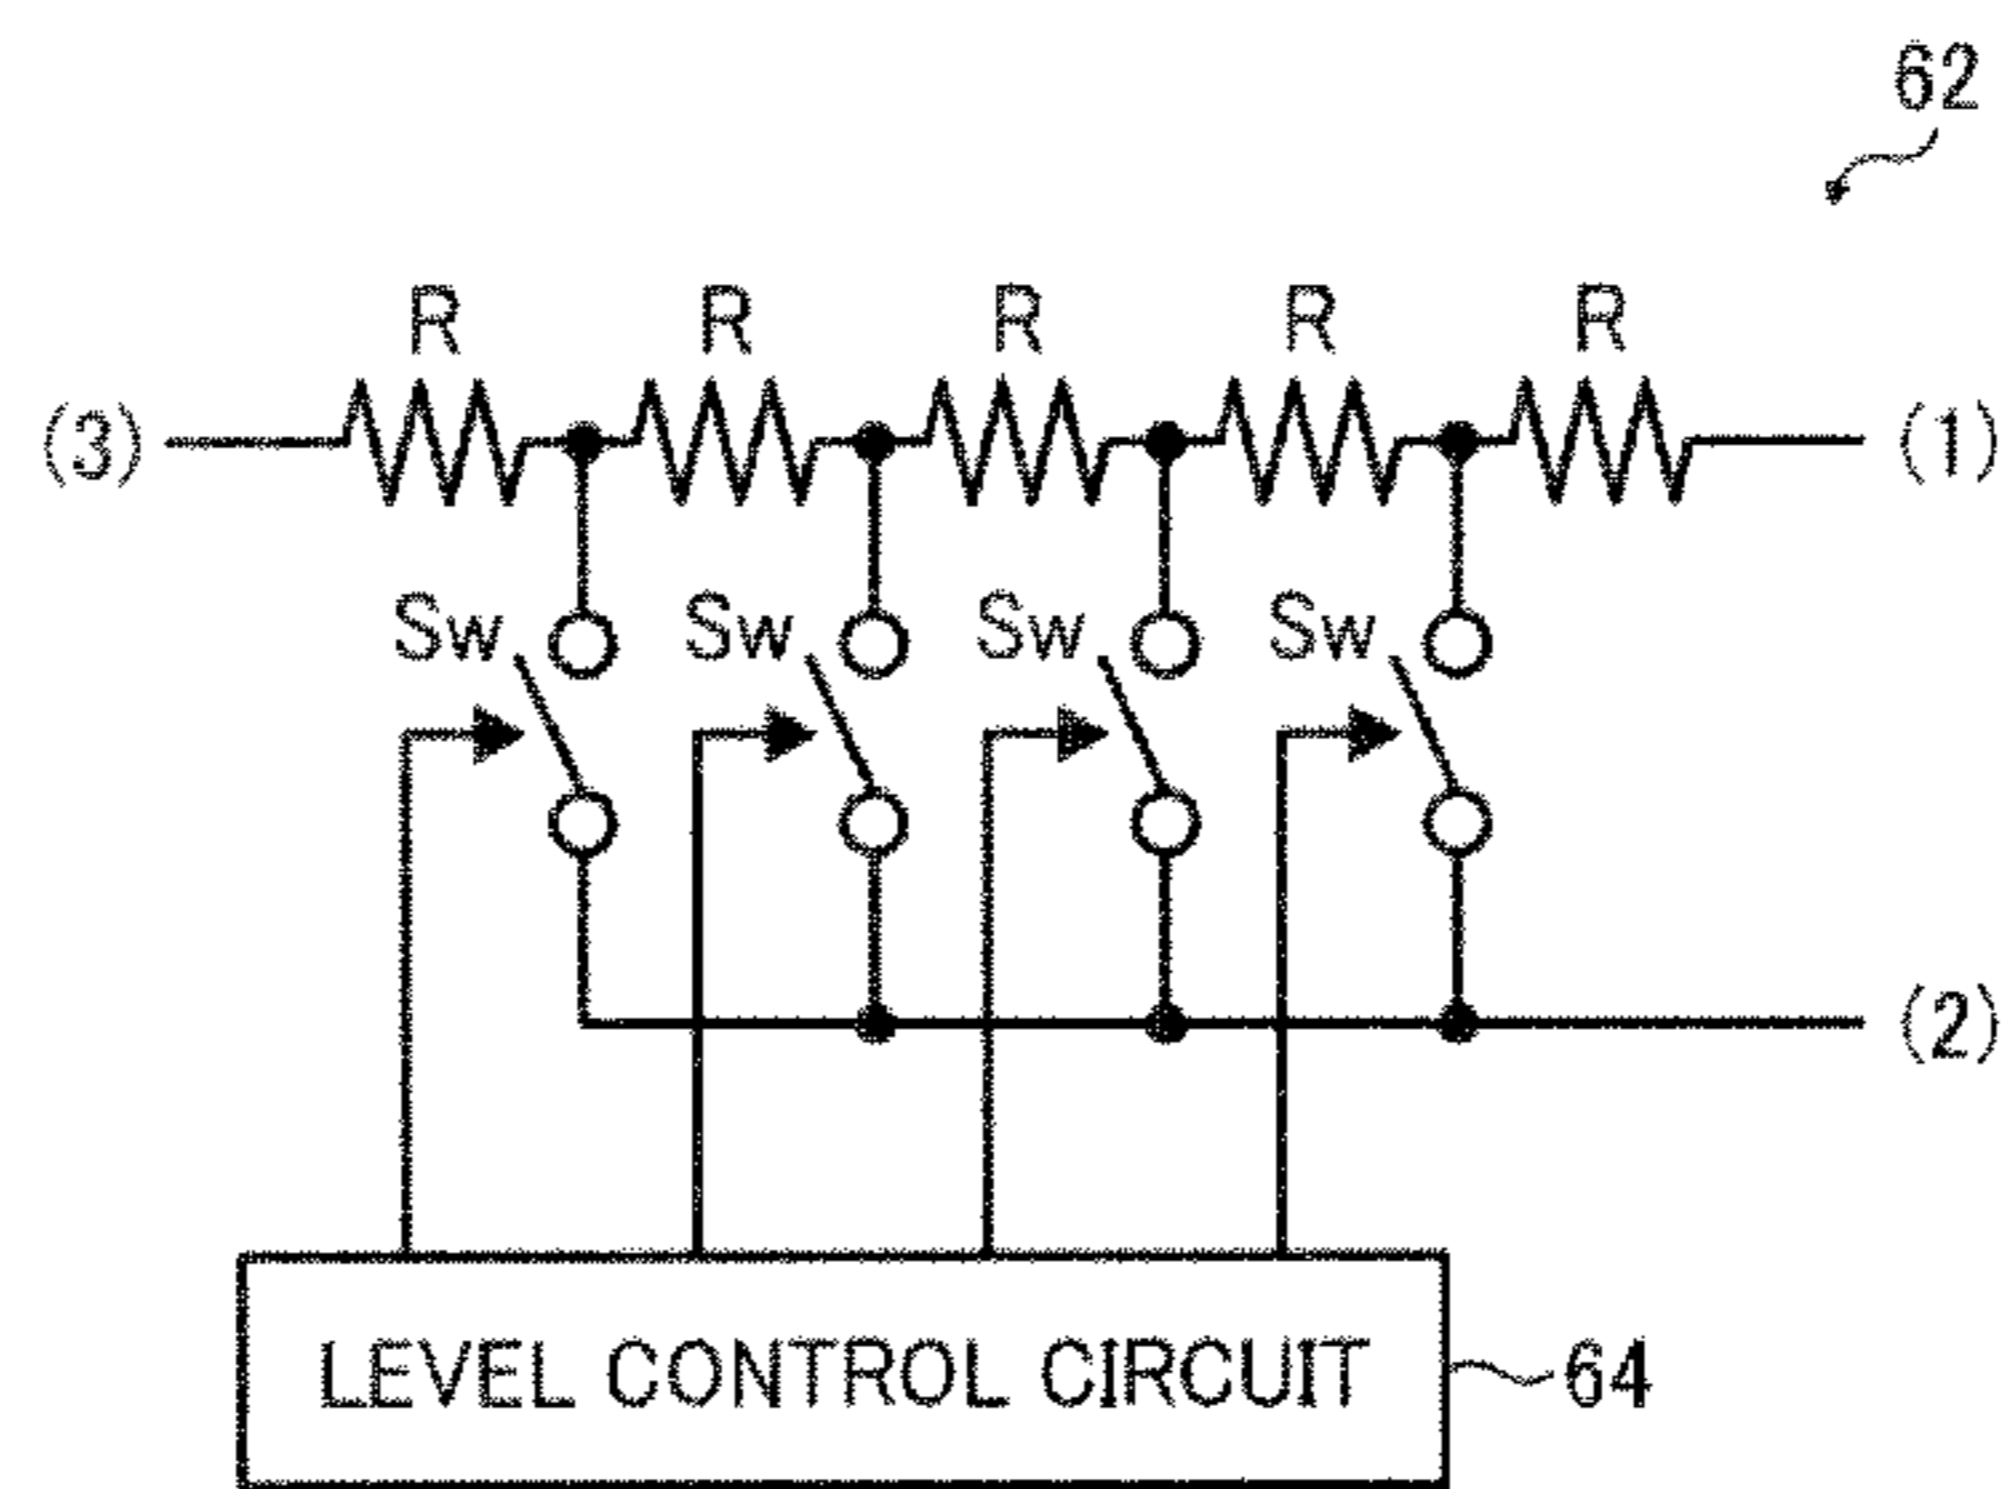 62
R R R R R
(3) (1)
Sw Sw Sw Sw
(2)
LEVEL CONTROL CIRCUIT 64